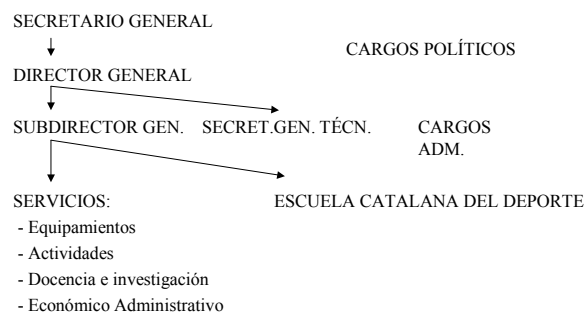 SECRETARIO GENERAL
CARGOS POLÍTICOS
DIRECTOR GENERAL
SUBDIRECTOR GEN. SECRET.GEN. TÉCN. CARGOS
ADM.
SERVICIOS: ESCUELA CATALANA DEL DEPORTE
- Equipamientos
- Actividades
- Docencia e investigación
- Económico Administrativo